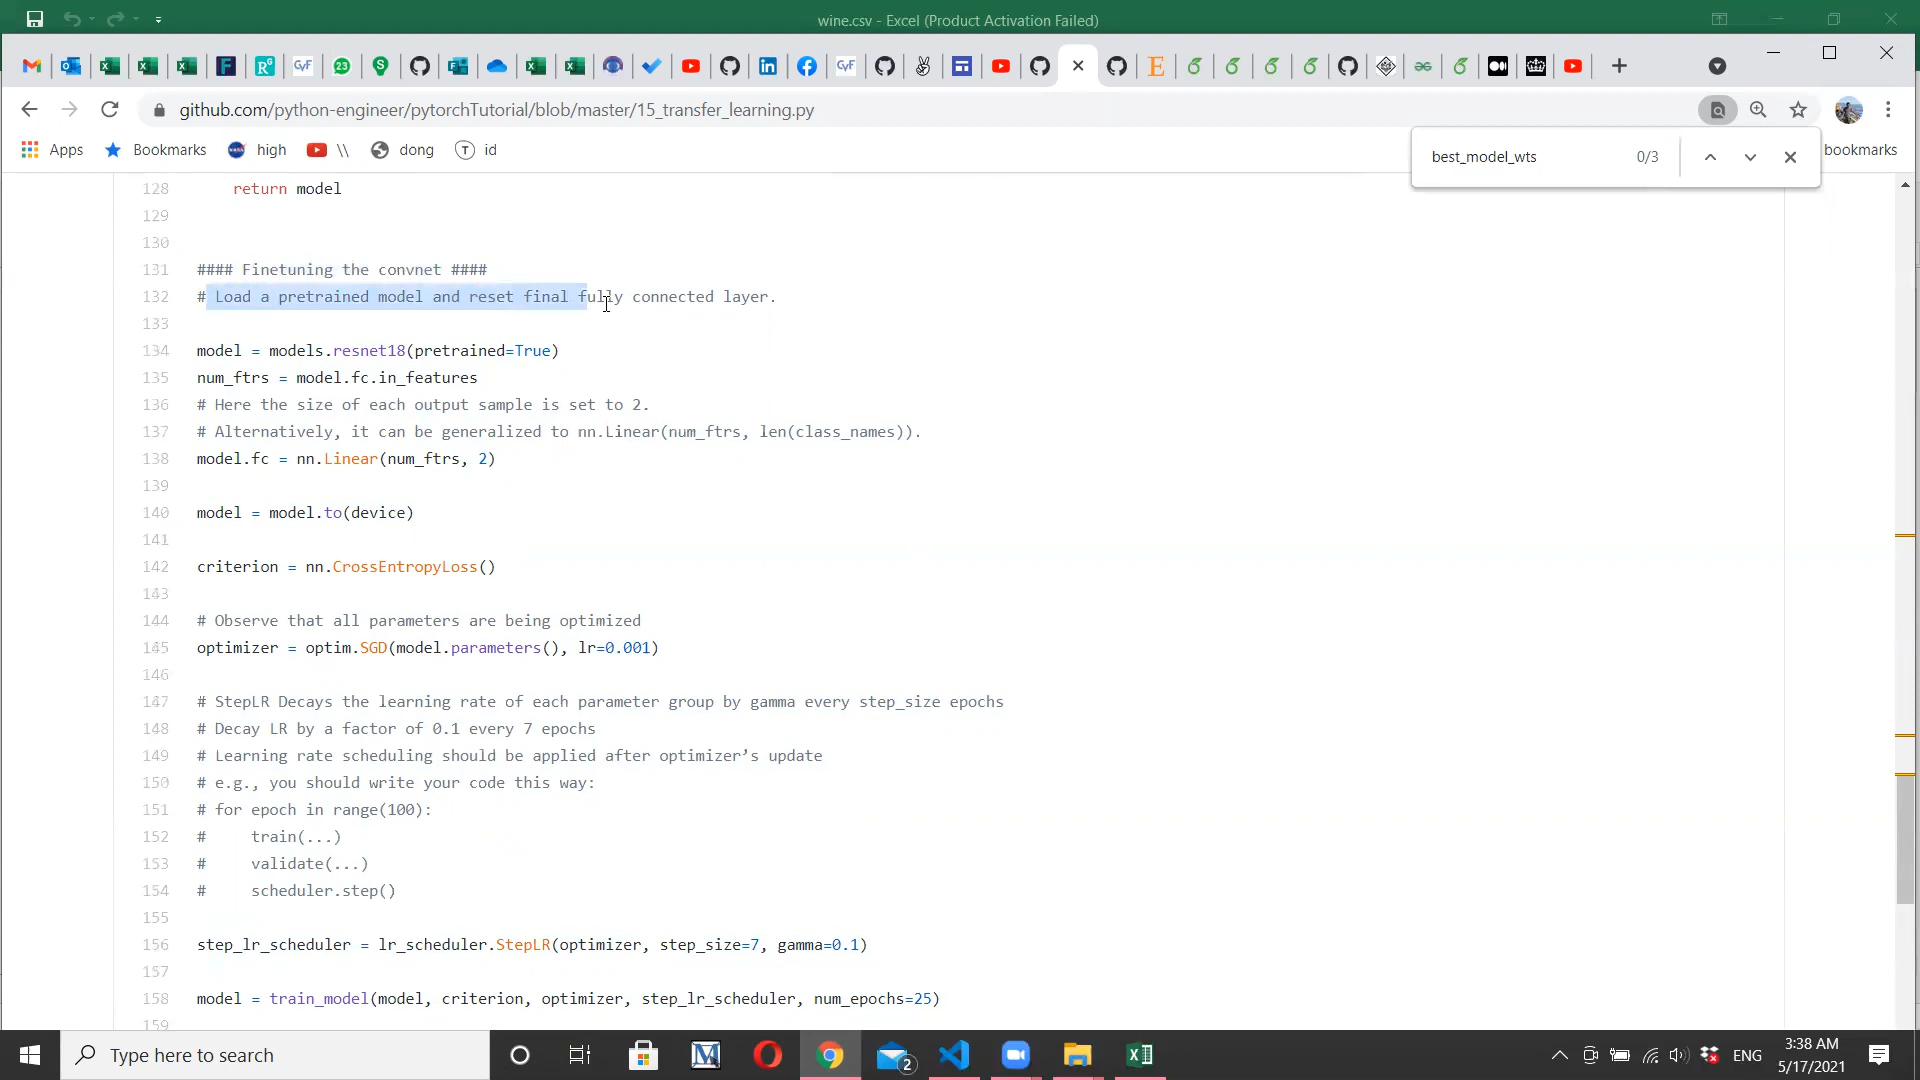 wine.csv - Excel (Product Activation Failed)
github.com/python-engineer/pytorchTutorial/blob/master/15_transfer_learning.py
Apps
Bookmarks
high
\\
dong
id
bookmarks
best_model_wts 0/3
128 return model
129
130
131 #### Finetuning the convnet ####
132 # Load a pretrained model and reset final fully connected layer.
133
134 model = models.resnet18(pretrained=True)
135 num_ftrs = model.fc.in_features
136 # Here the size of each output sample is set to 2.
137 # Alternatively, it can be generalized to nn.Linear(num_ftrs, len(class_names)).
138 model.fc = nn.Linear(num_ftrs, 2)
139
140 model = model.to(device)
141
142 criterion = nn.CrossEntropyLoss()
143
144 # Observe that all parameters are being optimized
145 optimizer = optim.SGD(model.parameters(), lr=0.001)
146
147 # StepLR Decays the learning rate of each parameter group by gamma every step_size epochs
148 # Decay LR by a factor of 0.1 every 7 epochs
149 # Learning rate scheduling should be applied after optimizer’s update
150 # e.g., you should write your code this way:
151 # for epoch in range(100):
152 #     train(...)
153 #     validate(...)
154 #     scheduler.step()
155
156 step_lr_scheduler = lr_scheduler.StepLR(optimizer, step_size=7, gamma=0.1)
157
158 model = train_model(model, criterion, optimizer, step_lr_scheduler, num_epochs=25)
159
Type here to search
2
ENG
3:38 AM
5/17/2021